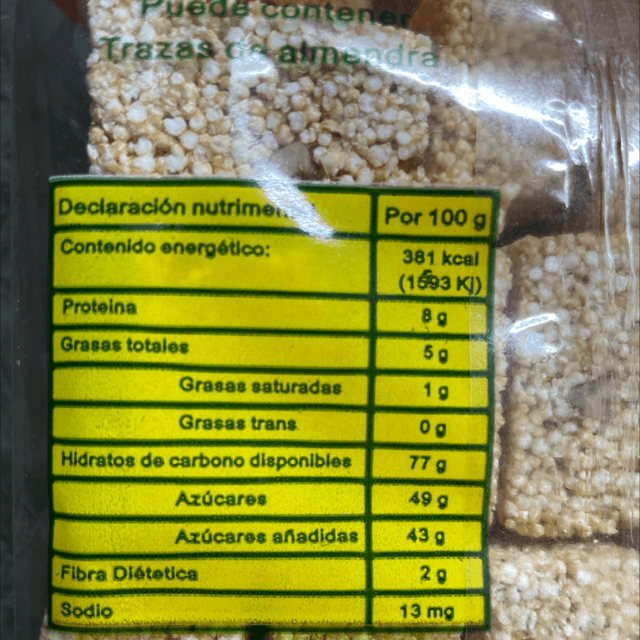 Puede contener
Trazas de almendra
Declaración nutrimental Por 100 g
Contenido energético: 381 kcal
(1593 Kj)
Proteina 8 g
Grasas totales 5 g
Grasas saturadas 1 g
Grasas trans 0 g
Hidratos de carbono disponibles 77 g
Azúcares 49 g
Azúcares añadidas 43 g
Fibra Diétetica 2 g
Sodio 13 mg